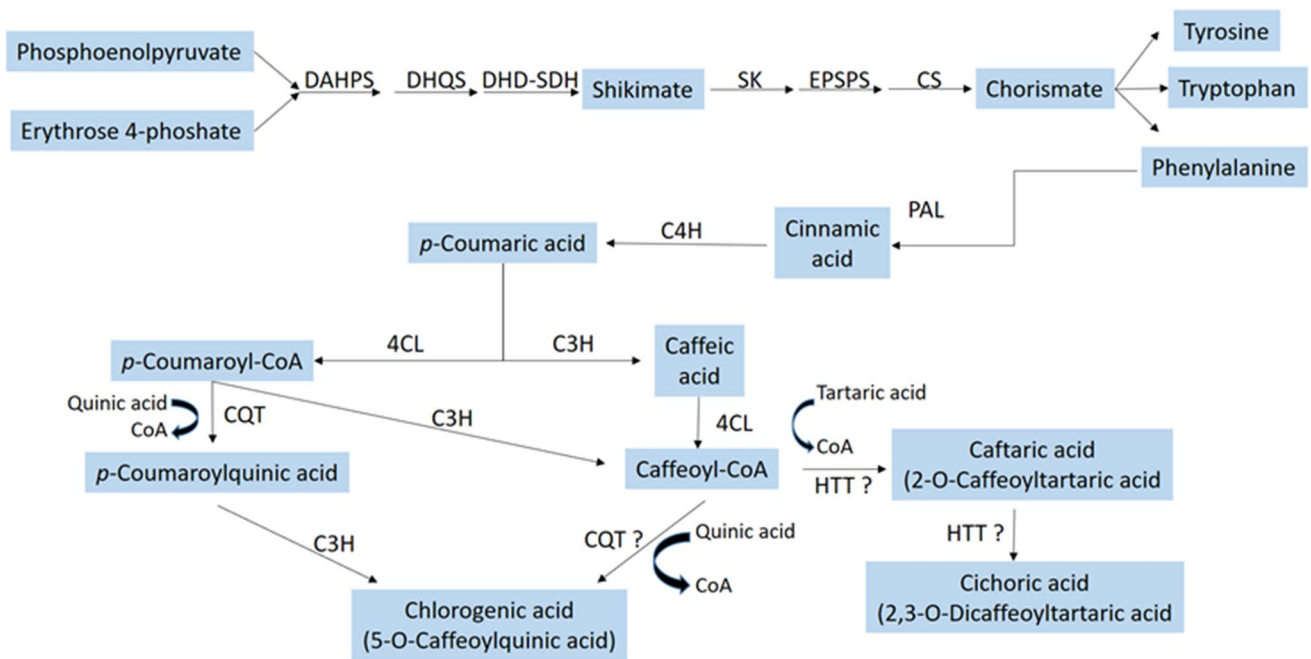 Phosphoenolpyruvate
Erythrose 4-phoshate
DAHPS
DHQS
DHD-SDH
Shikimate
SK
EPSPS
CS
Chorismate
Tyrosine
Tryptophan
Phenylalanine
PAL
Cinnamic
acid
C4H
p-Coumaric acid
4CL
C3H
p-Coumaroyl-CoA
Caffeic
acid
Quinic acid
CoA
CQT
C3H
4CL
Tartaric acid
CoA
p-Coumaroylquinic acid
Caffeoyl-CoA
HTT ?
Caftaric acid
(2-O-Caffeoyltartaric acid
C3H
CQT ?
Quinic acid
CoA
HTT ?
Chlorogenic acid
(5-O-Caffeoylquinic acid)
Cichoric acid
(2,3-O-Dicaffeoyltartaric acid